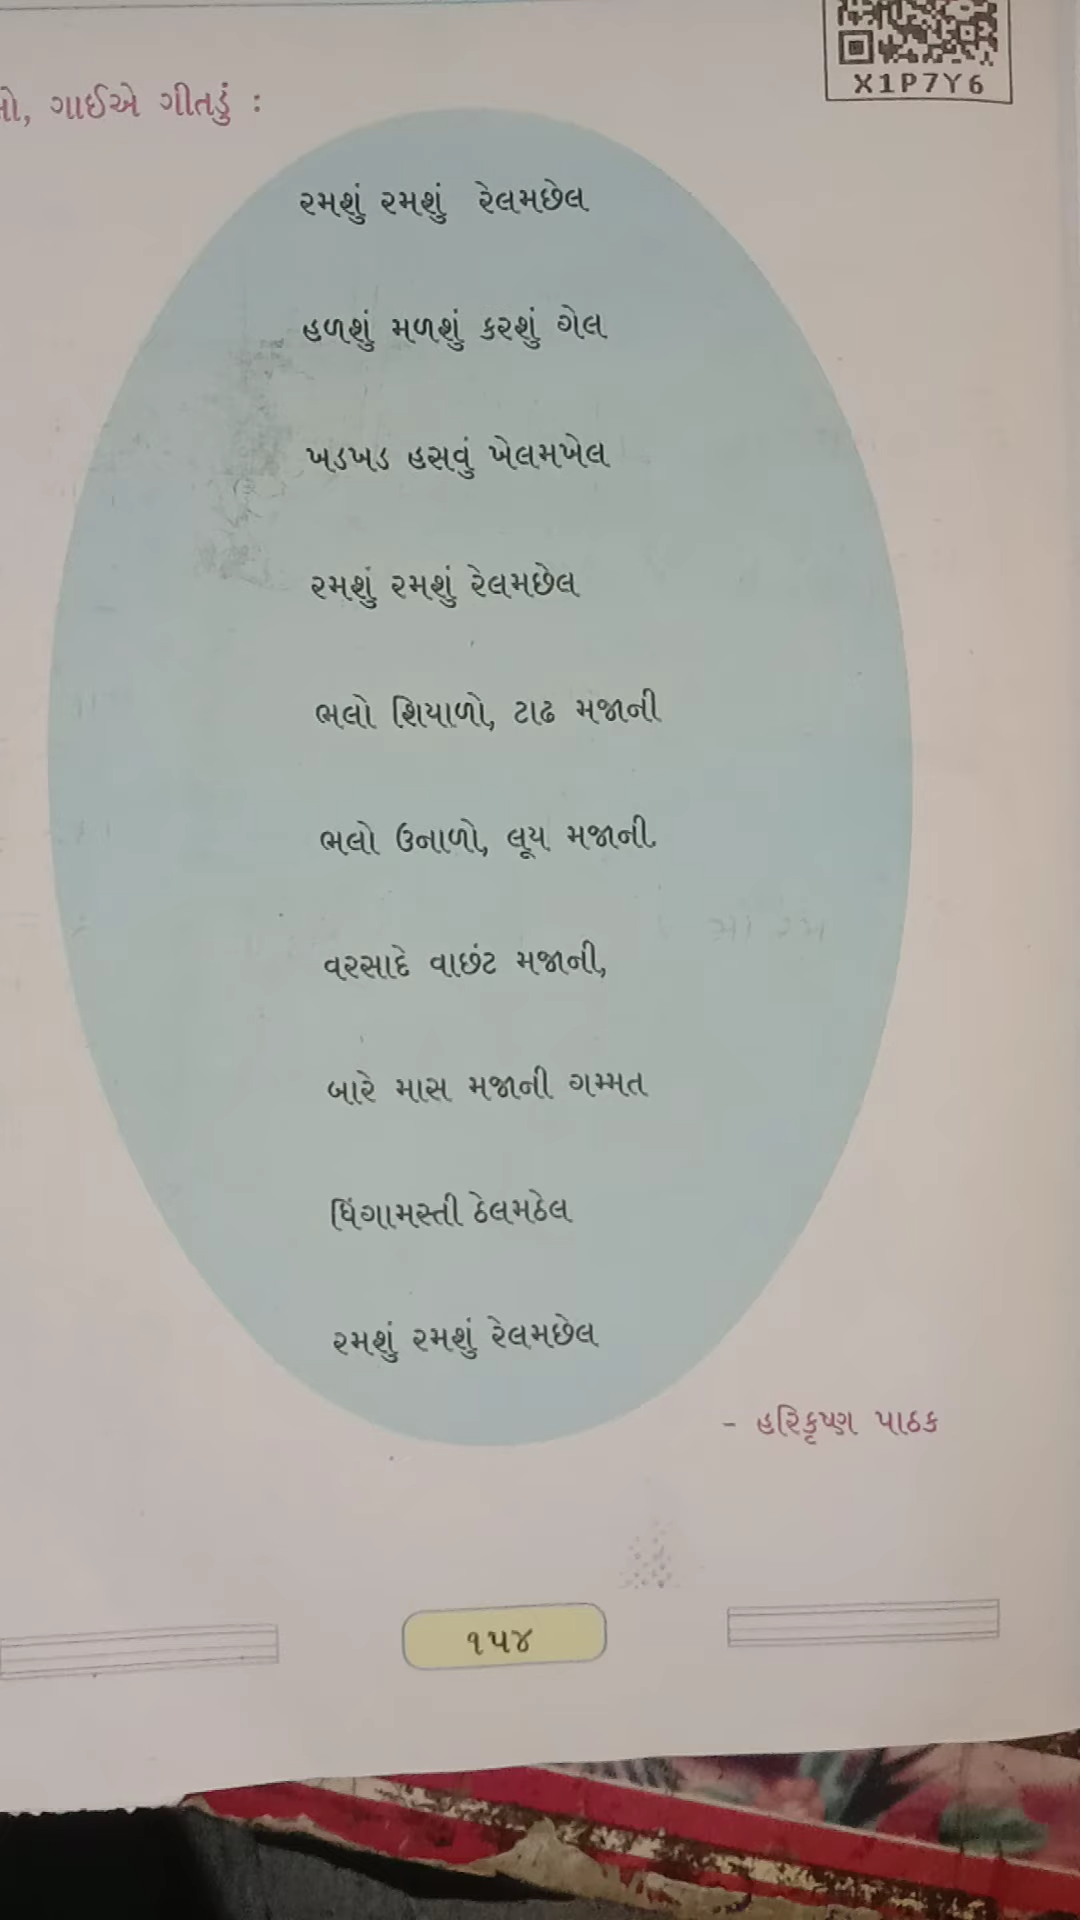 X1P7Y6
ગાઈએ ગીતડું :
રમશું રમશું રેલમછેલ
હળશું મળશું કરશું ગેલ
ખડખડ હસવું ખેલમખેલ
રમશું રમશું રેલમછેલ
ભલો શિયાળો, ટાઢ મજાની
ભલો ઉનાળો, લૂય મજાની
વરસાદે વાછંટ મજાની,
બારે માસ મજાની ગમ્મત
ધિંગામસ્તી ઠેલમઠેલ
રમશું રમશું રેલમછેલ
- હરિકૃષ્ણ પાઠક
૧૫૪